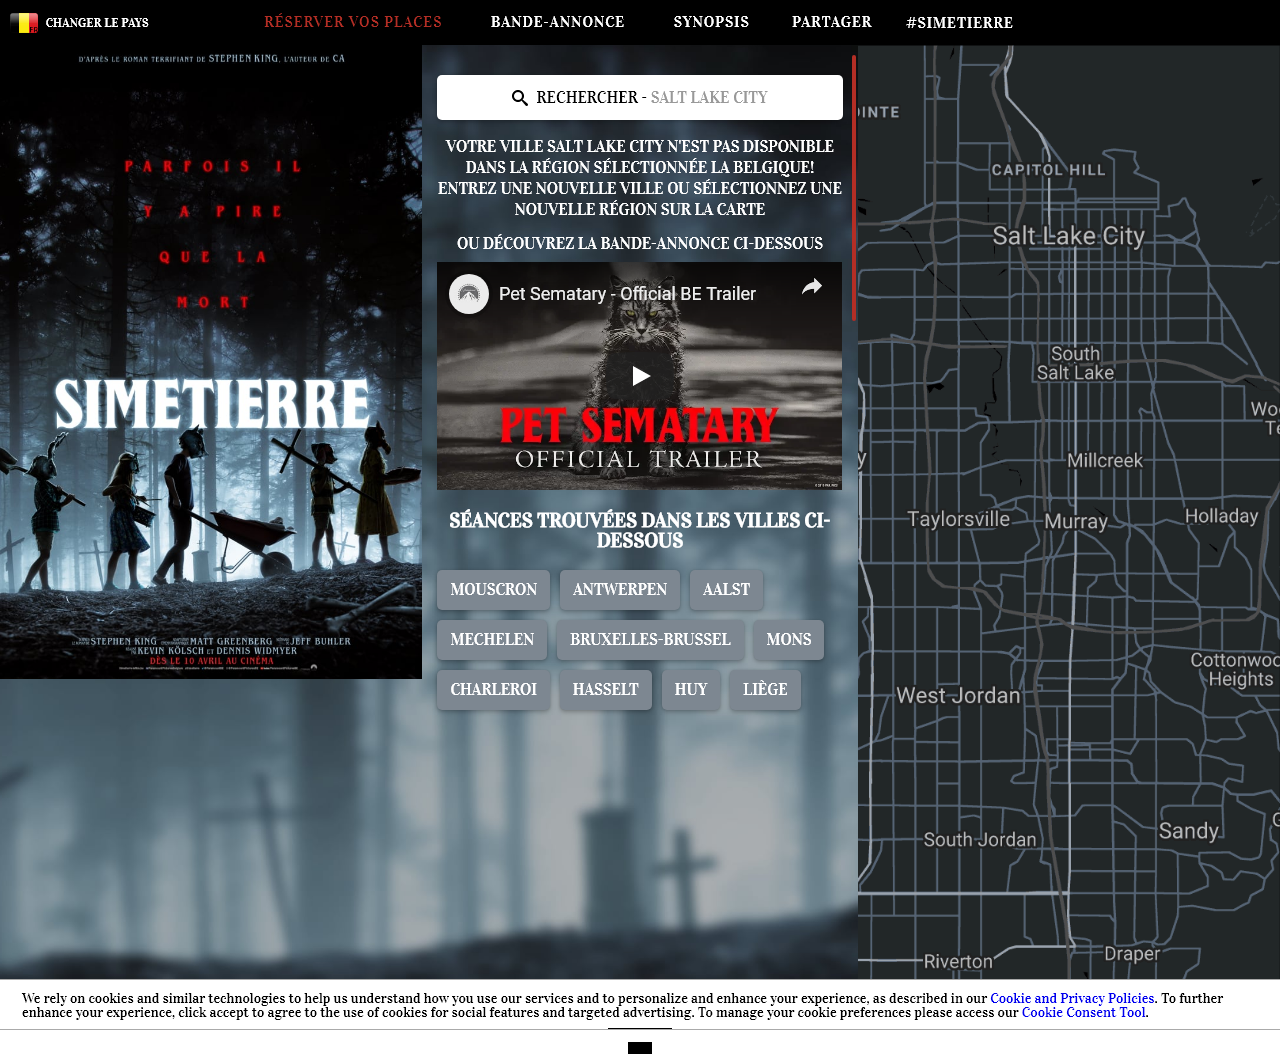 CHANGER LE PAYS
RÉSERVER VOS PLACES
BANDE-ANNONCE
SYNOPSIS
PARTAGER
#SIMETIERRE
D'APRÈS LE ROMAN TERRIFIANT DE STEPHEN KING, L'AUTEUR DE CA
PARFOIS IL
Y A PIRE
QUE LA
MORT
SIMETIERRE
STEPHEN KING MATT GREENBERG JEFF BUHLER
KEVIN KÖLSCH ET DENNIS WIDMYER
DÈS LE 10 AVRIL AU CINÉMA
RECHERCHER - SALT LAKE CITY
VOTRE VILLE SALT LAKE CITY N'EST PAS DISPONIBLE
DANS LA RÉGION SÉLECTIONNÉE LA BELGIQUE!
ENTREZ UNE NOUVELLE VILLE OU SÉLECTIONNEZ UNE
NOUVELLE RÉGION SUR LA CARTE
OU DÉCOUVREZ LA BANDE-ANNONCE CI-DESSOUS
Pet Sematary - Official BE Trailer
PET SEMATARY
OFFICIAL TRAILER
SÉANCES TROUVÉES DANS LES VILLES CI-
DESSOUS
MOUSCRON
ANTWERPEN
AALST
MECHELEN
BRUXELLES-BRUSSEL
MONS
CHARLEROI
HASSELT
HUY
LIÈGE
OINTE
CAPITOL HILL
Salt Lake City
South
Salt Lake
Millcreek
Taylorsville
Murray
Holladay
Cottonwoo
Heights
West Jordan
South Jordan
Sandy
Riverton
Draper
We rely on cookies and similar technologies to help us understand how you use our services and to personalize and enhance your experience, as described in our Cookie and Privacy Policies. To further
enhance your experience, click accept to agree to the use of cookies for social features and targeted advertising. To manage your cookie preferences please access our Cookie Consent Tool.